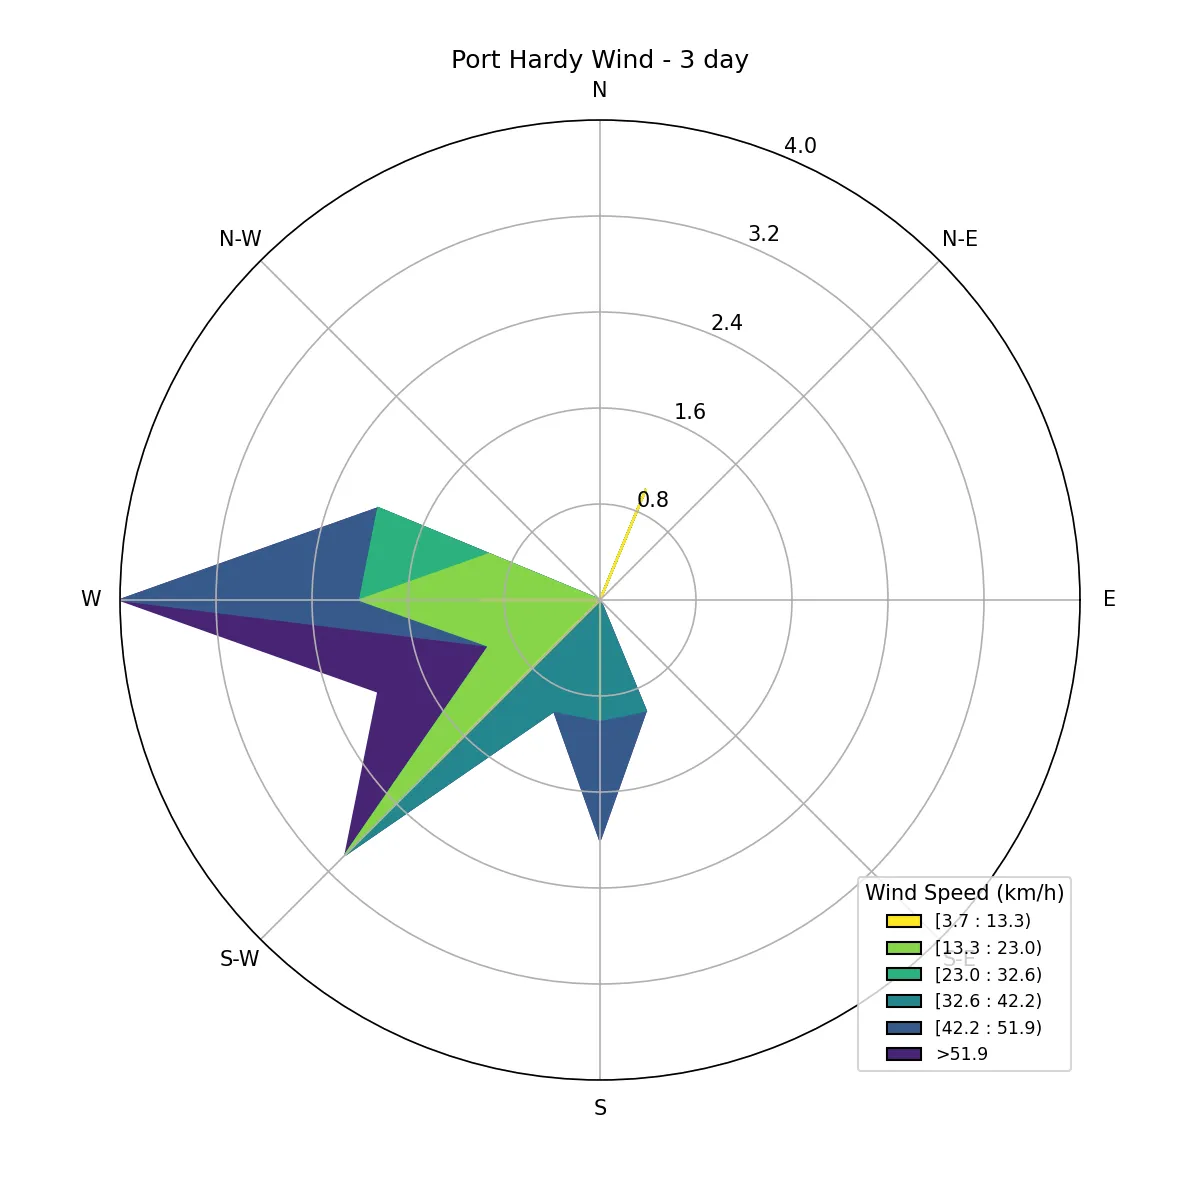 Port Hardy Wind - 3 day
N
4.0
N-W
N-E
3.2
2.4
1.6
0.8
W
E
Wind Speed (km/h)
[3.7 : 13.3)
[13.3 : 23.0)
S-W
S-E
[23.0 : 32.6)
[32.6 : 42.2)
[42.2 : 51.9)
>51.9
S